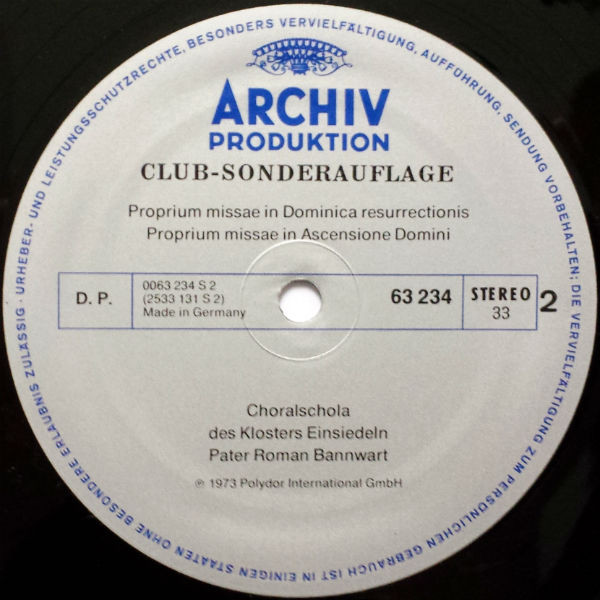 URHEBER- UND LEISTUNGSSCHUTZRECHTE, BESONDERS VERVIELFÄLTIGUNG, AUFFÜHRUNG, SENDUNG VORBEHALTEN; DIE VERVIELFÄLTIGUNG ZUM PERSÖNLICHEN GEBRAUCH IST IN EINIGEN STAATEN OHNE BESONDERE ERLAUBNIS ZULÄSSIG ·
ARCHIV
PRODUKTION
CLUB-SONDERAUFLAGE
Proprium missae in Dominica resurrectionis
Proprium missae in Ascensione Domini
D. P.
0063 234 S 2
(2533 131 S 2)
Made in Germany
63 234
STEREO
33
2
Choralschola
des Klosters Einsiedeln
Pater Roman Bannwart
℗ 1973 Polydor International GmbH